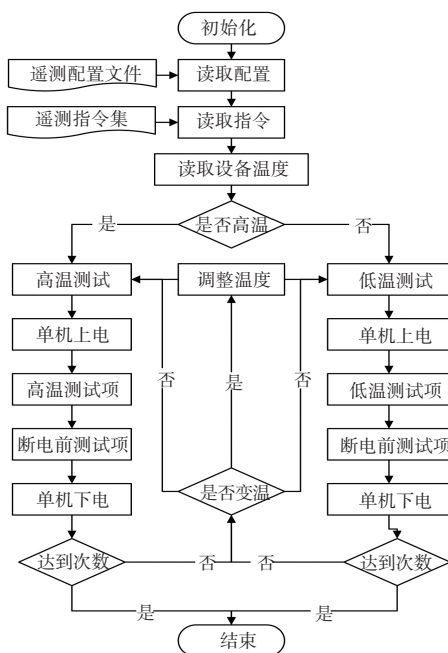 初始化
遥测配置文件
读取配置
遥测指令集
读取指令
读取设备温度
是
是否高温
否
高温测试
调整温度
低温测试
单机上电
单机上电
否
是
否
高温测试项
低温测试项
断电前测试项
断电前测试项
是否变温
单机下电
单机下电
达到次数
否
否
达到次数
是
是
结束